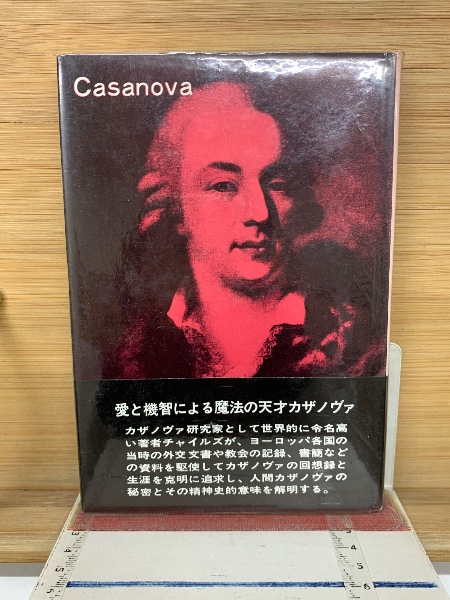 Casanova
愛と機智による魔法の天才カザノヴァ
カザノヴァ研究家として世界的に令名高
い著者チャイルズが、ヨーロッパ各国の
当時の外交文書や教会の記録、書簡など
の資料を駆使してカザノヴァの回想録と
生涯を克明に追求し、人間カザノヴァの
秘密とその精神史的意味を解明する。